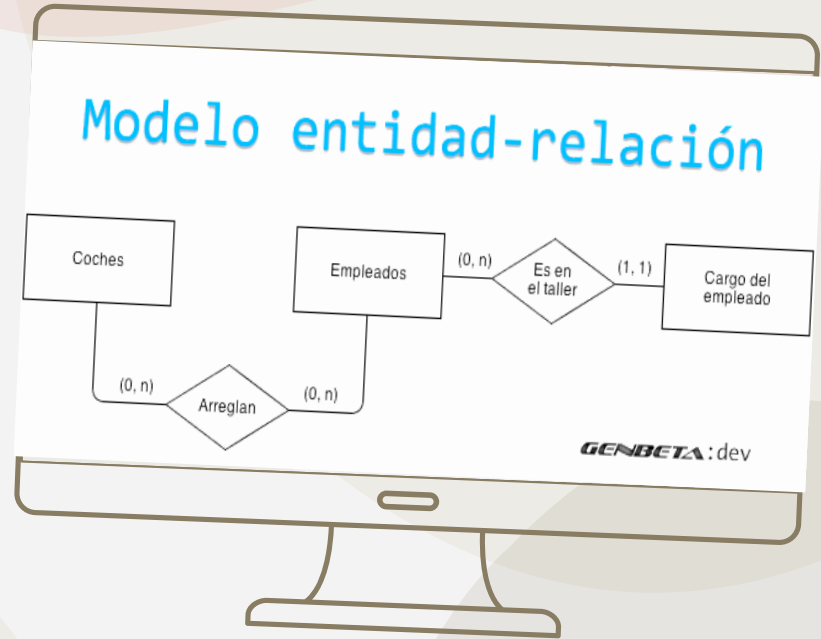 Modelo entidad-relación
Coches
Empleados
(0, n)
Es en
el taller
(1, 1)
Cargo del
empleado
(0, n)
Arreglan
(0, n)
GENBETA:dev